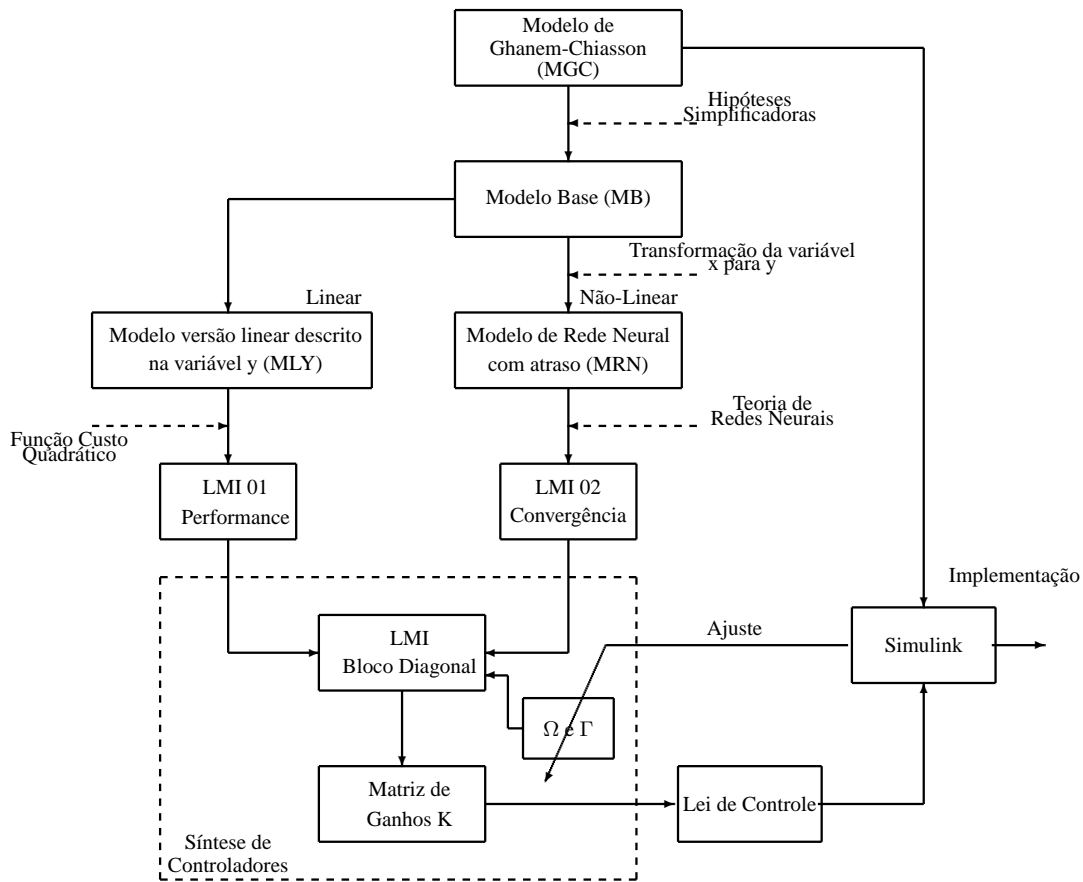 Modelo de
Ghanem-Chiasson
(MGC)
Hipóteses
Simplificadoras
Modelo Base (MB)
Transformação da variável
x para y
Linear
Não-Linear
Modelo versão linear descrito
na variável y (MLY)
Modelo de Rede Neural
com atraso (MRN)
Função Custo
Quadrático
Teoria de
Redes Neurais
LMI 01
Performance
LMI 02
Convergência
Implementação
LMI
Bloco Diagonal
Ajuste
Simulink
Ω e Γ
Matriz de
Ganhos K
Lei de Controle
Síntese de
Controladores